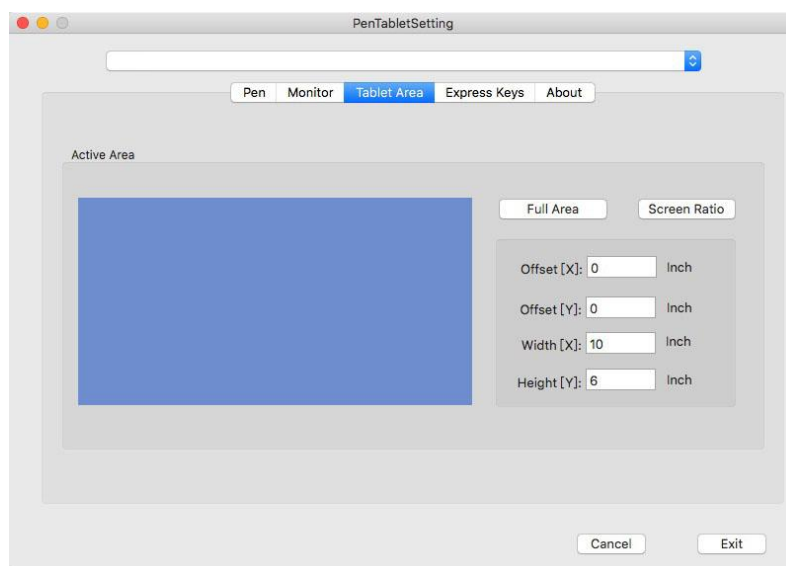 PenTabletSetting
Pen Monitor Tablet Area Express Keys About
Active Area
Full Area Screen Ratio
Offset [X]: 0 Inch
Offset [Y]: 0 Inch
Width [X]: 10 Inch
Height [Y]: 6 Inch
Cancel Exit